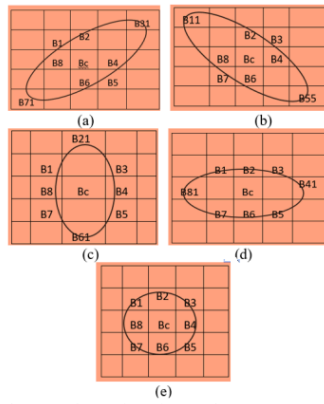 B31
B1 B2
B8 Bc B4
B6 B5
B71
(a)
B11
B2 B3
B8 Bc B4
B7 B6
B55
(b)
B21
B1 B3
B8 Bc B4
B7 B5
B61
(c)
B1 B2 B3
B81 Bc B41
B7 B6 B5
(d)
B1 B2 B3
B8 Bc B4
B7 B6 B5
(e)